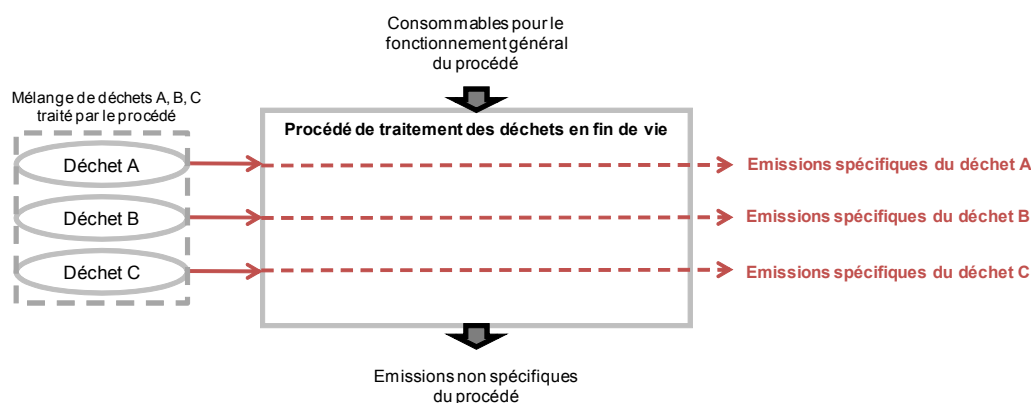 Consommables pour le
fonctionnement général
du procédé
Mélange de déchets A, B, C
traité par le procédé
Procédé de traitement des déchets en fin de vie
Déchet A
Emissions spécifiques du déchet A
Déchet B
Emissions spécifiques du déchet B
Déchet C
Emissions spécifiques du déchet C
Emissions non spécifiques
du procédé